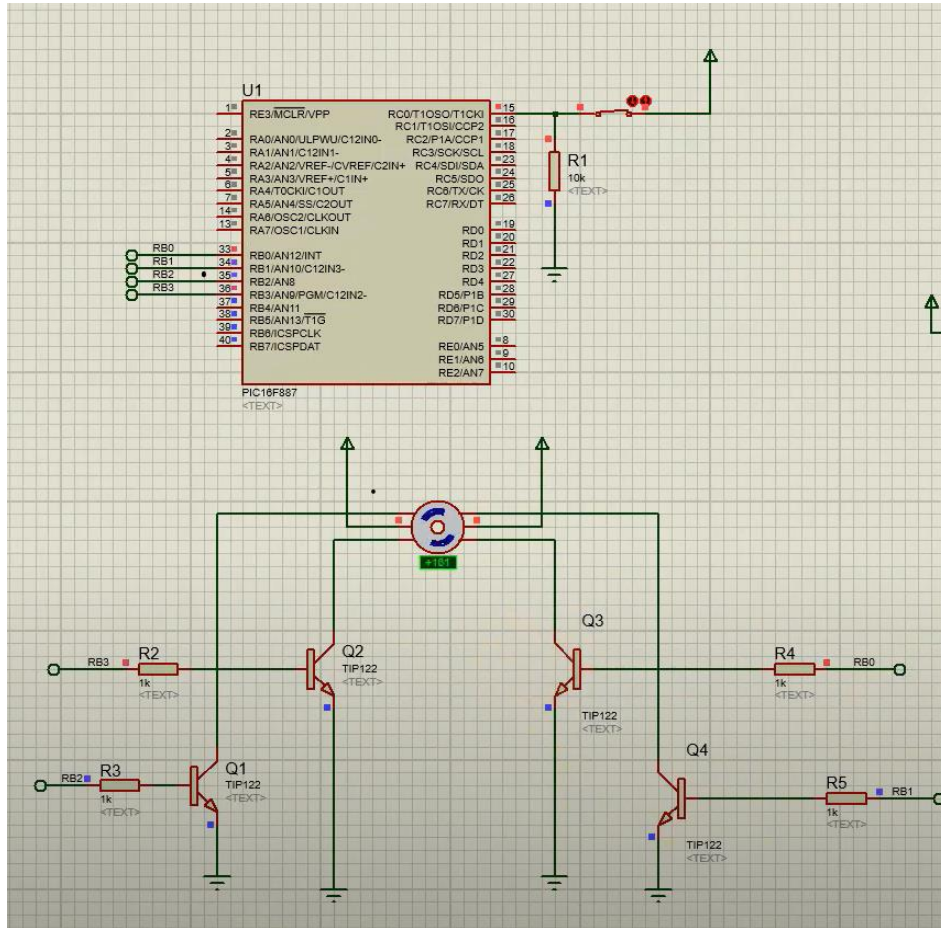 U1
1 RE3/MCLR/VPP
2 RA0/AN0/ULPWU/C12IN0-
3 RA1/AN1/C12IN1-
4 RA2/AN2/VREF-/CVREF/C2IN+
5 RA3/AN3/VREF+/C1IN+
6 RA4/T0CKI/C1OUT
7 RA5/AN4/SS/C2OUT
14 RA6/OSC2/CLKOUT
13 RA7/OSC1/CLKIN
RB0 33 RB0/AN12/INT
RB1 34 RB1/AN10/C12IN3-
RB2 35 RB2/AN8
RB3 36 RB3/AN9/PGM/C12IN2-
37 RB4/AN11
38 RB5/AN13/T1G
39 RB6/ICSPCLK
40 RB7/ICSPDAT
RC0/T1OSO/T1CKI 15
RC1/T1OSI/CCP2 16
RC2/P1A/CCP1 17
RC3/SCK/SCL 18
RC4/SDI/SDA 23
RC5/SDO 24
RC6/TX/CK 25
RC7/RX/DT 26
RD0 19
RD1 20
RD2 21
RD3 22
RD4 27
RD5/P1B 28
RD6/P1C 29
RD7/P1D 30
RE0/AN5 8
RE1/AN6 9
RE2/AN7 10
PIC16F887
<TEXT>
R1
10k
<TEXT>
+161
RB3
R2
1k
<TEXT>
Q2
TIP122
<TEXT>
Q3
TIP122
<TEXT>
R4
1k
<TEXT>
RB0
RB2
R3
1k
<TEXT>
Q1
TIP122
<TEXT>
Q4
TIP122
<TEXT>
R5
1k
<TEXT>
RB1